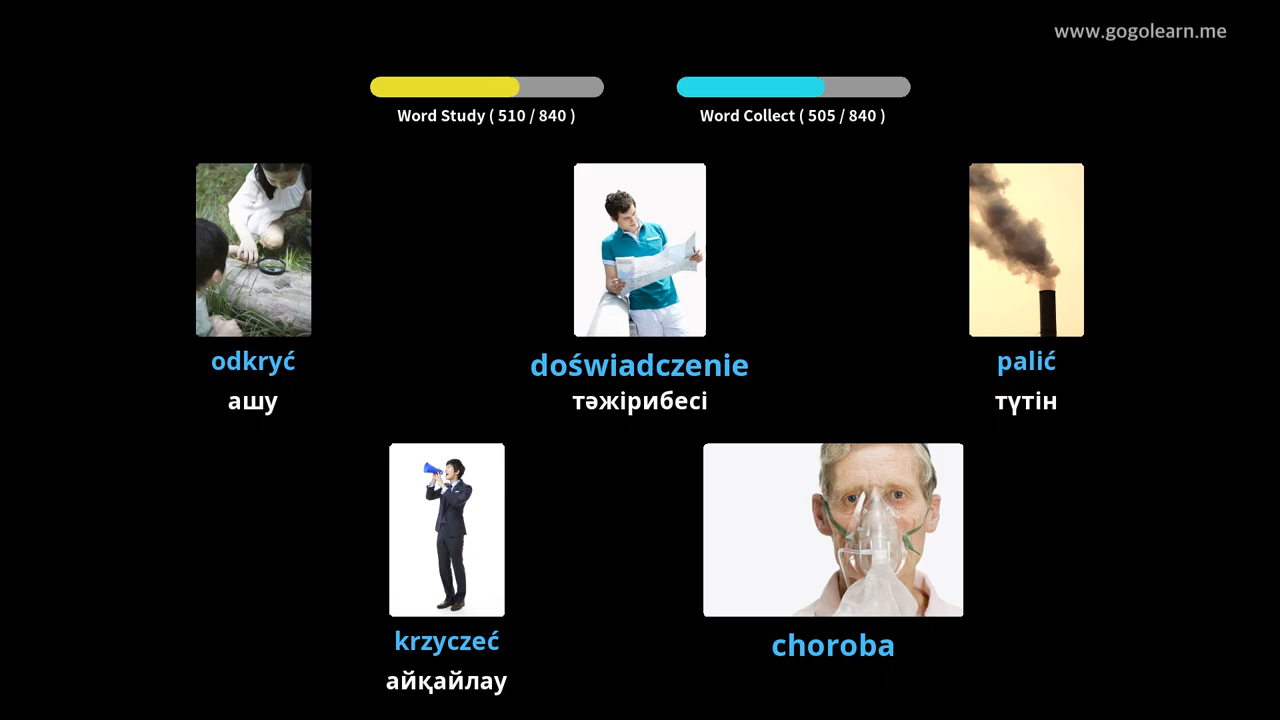 www.gogolearn.me
Word Study ( 510 / 840 )
Word Collect ( 505 / 840 )
odkryć
ашу
doświadczenie
тәжірибесі
palić
түтін
krzyczeć
айқайлау
choroba